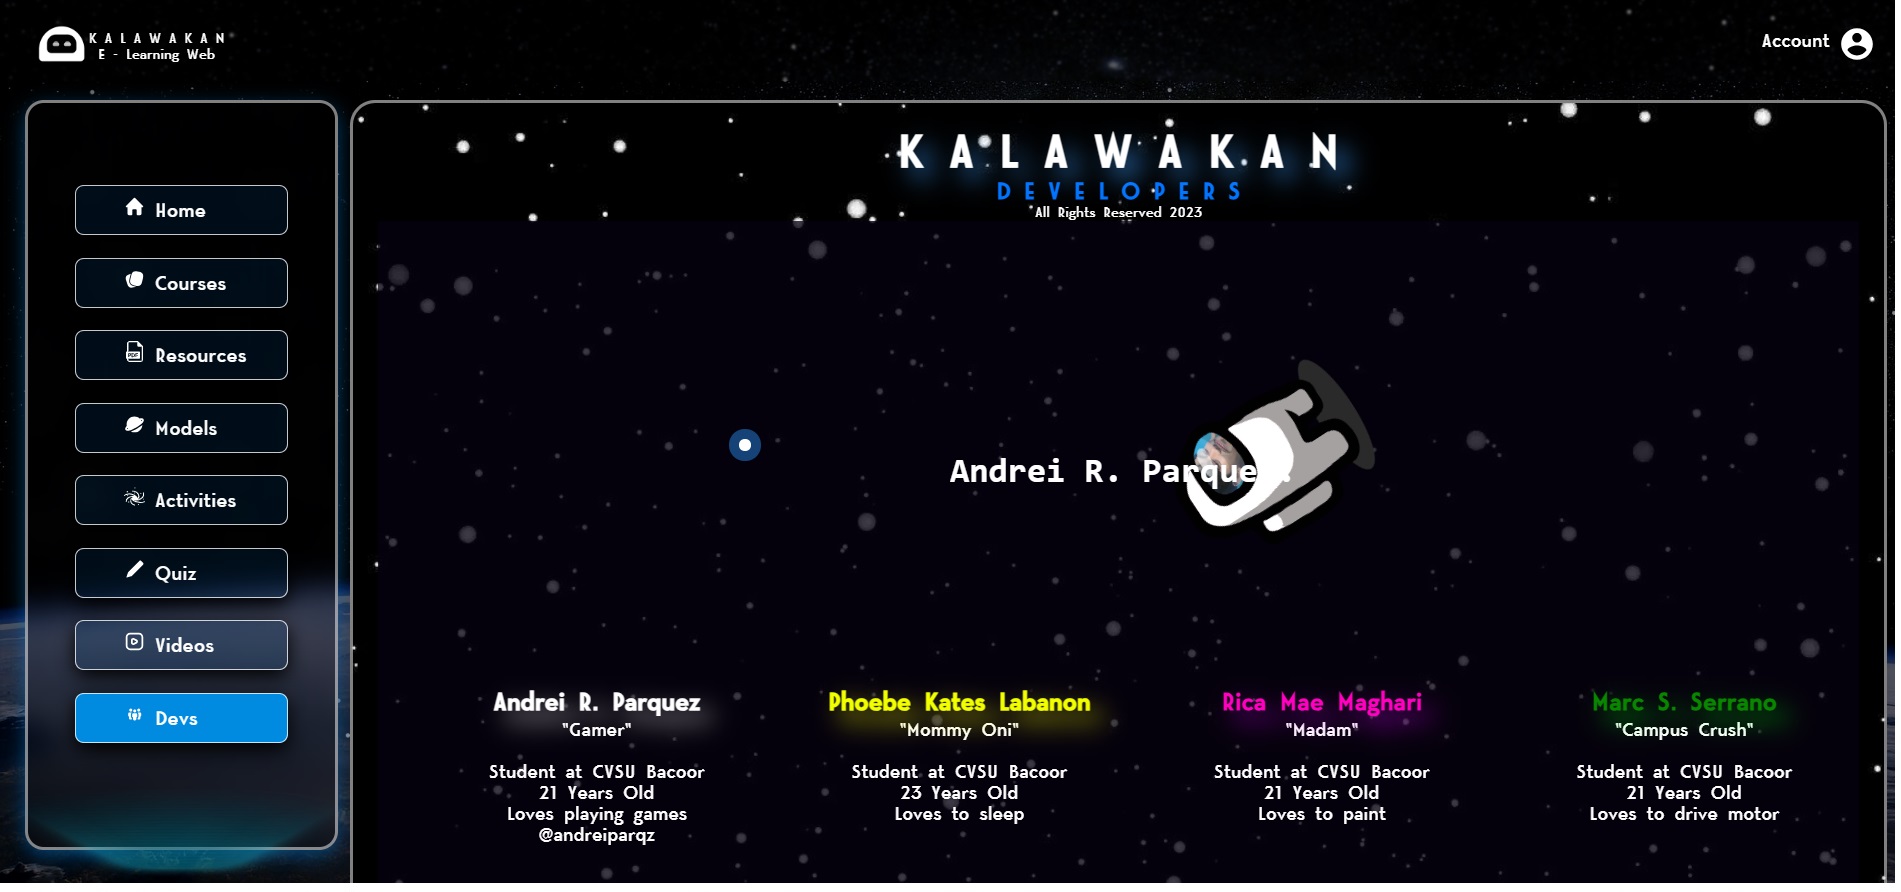 KALAWAKAN
E - Learning Web
Account
Home
Courses
Resources
Models
Activities
Quiz
Videos
Devs
KALAWAKAN
DEVELOPERS
All Rights Reserved 2023
Andrei R. Parquez
Andrei R. Parquez
"Gamer"
Student at CVSU Bacoor
21 Years Old
Loves playing games
@andreiparqz
Phoebe Kates Labanon
"Mommy Oni"
Student at CVSU Bacoor
23 Years Old
Loves to sleep
Rica Mae Maghari
"Madam"
Student at CVSU Bacoor
21 Years Old
Loves to paint
Marc S. Serrano
"Campus Crush"
Student at CVSU Bacoor
21 Years Old
Loves to drive motor